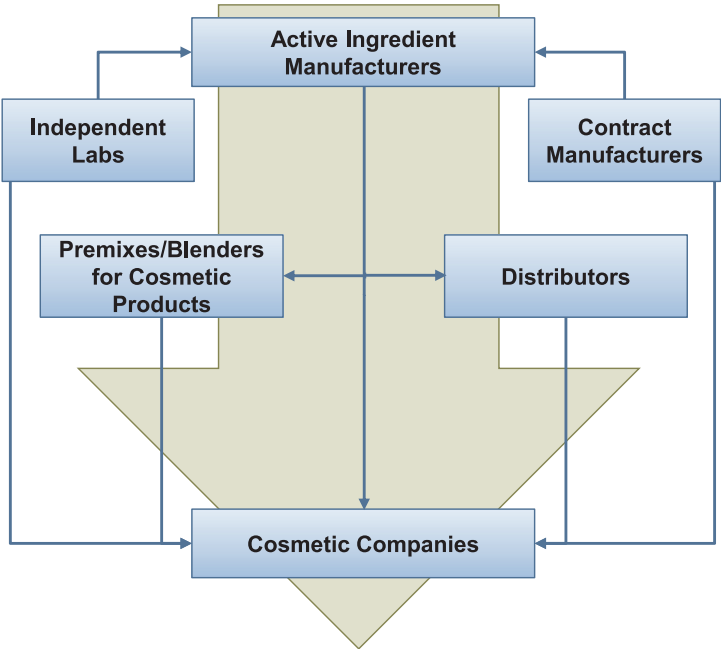 Active Ingredient
Manufacturers
Independent
Labs
Contract
Manufacturers
Premixes/Blenders
for Cosmetic
Products
Distributors
Cosmetic Companies